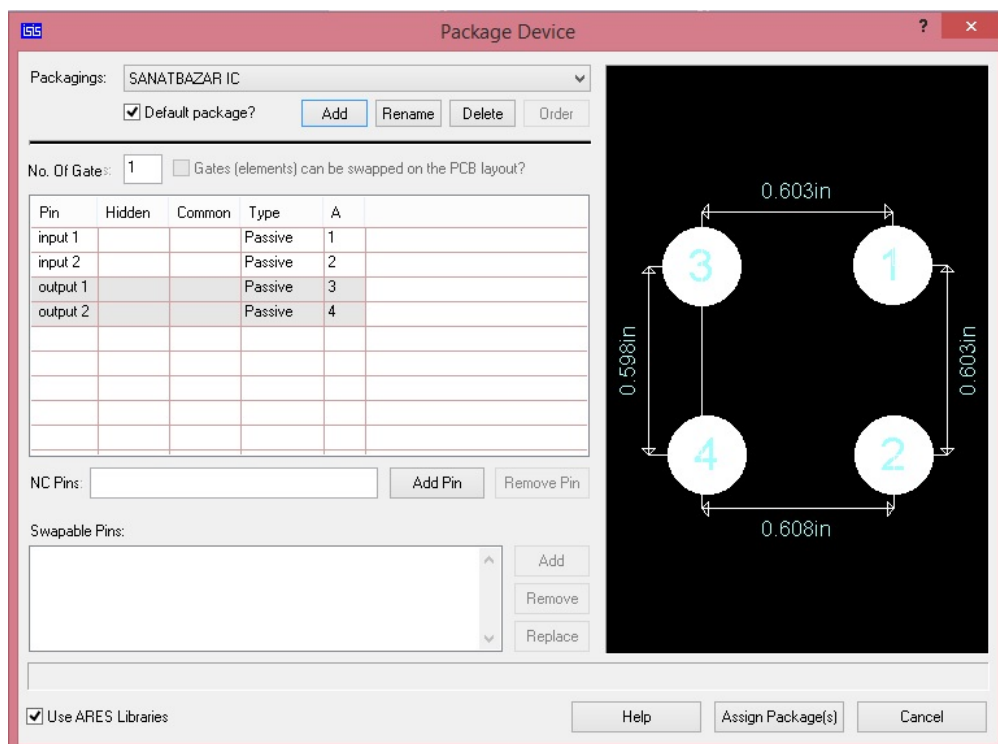 isis Package Device ? ×
Packagings: SANATBAZAR IC
Default package? Add Rename Delete Order
No. Of Gates: 1 Gates (elements) can be swapped on the PCB layout?
Pin Hidden Common Type A
input 1 Passive 1
input 2 Passive 2
output 1 Passive 3
output 2 Passive 4
NC Pins: Add Pin Remove Pin
Swapable Pins:
Add
Remove
Replace
Use ARES Libraries
Help Assign Package(s) Cancel
0.603in
3 1
0.598in 0.603in
4 2
0.608in